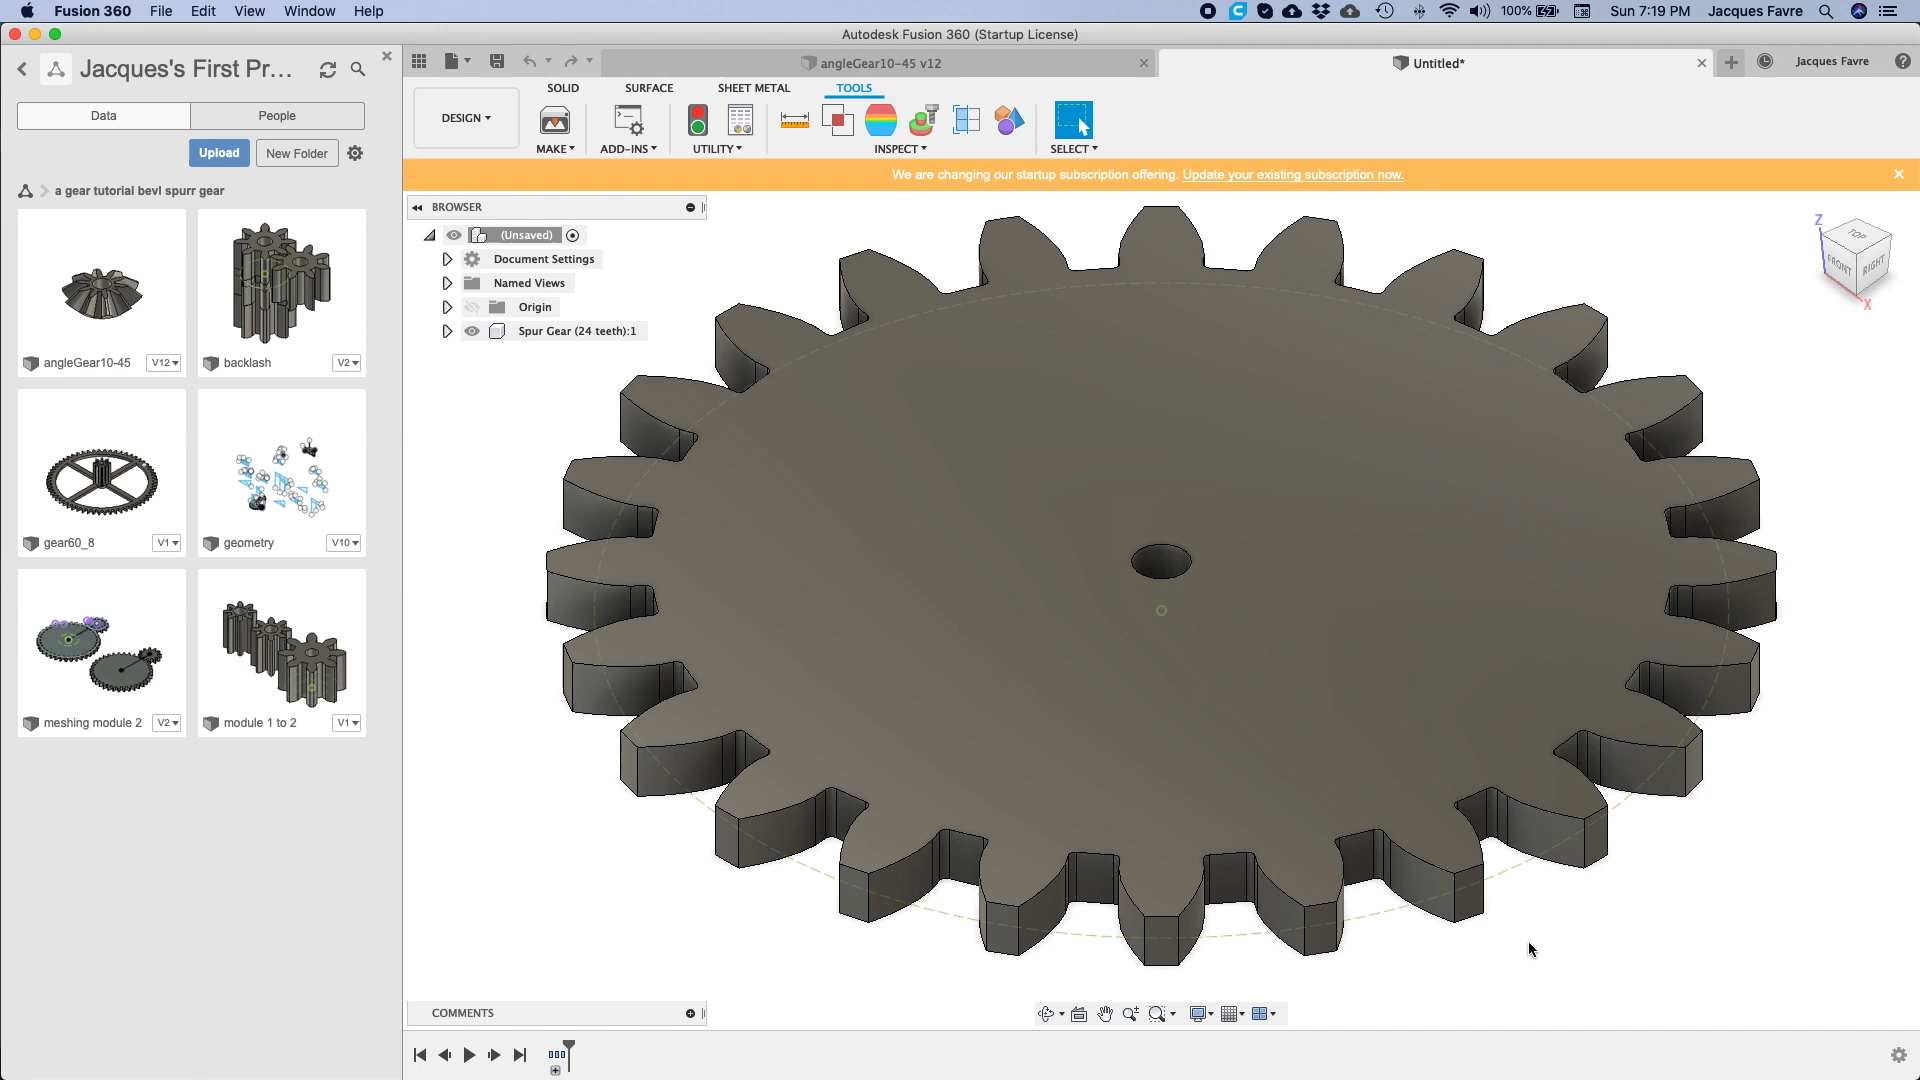 Fusion 360 File Edit View Window Help
100% Sun 7:19 PM Jacques Favre
Autodesk Fusion 360 (Startup License)
Jacques's First Pr...
Data People
Upload New Folder
a gear tutorial bevl spurr gear
angleGear10-45 V12
backlash V2
gear60_8 V1
geometry V10
meshing module 2 V2
module 1 to 2 V1
angleGear10-45 v12
Untitled*
Jacques Favre
DESIGN
SOLID SURFACE SHEET METAL TOOLS
MAKE ADD-INS UTILITY INSPECT SELECT
We are changing our startup subscription offering. Update your existing subscription now.
BROWSER
(Unsaved)
Document Settings
Named Views
Origin
Spur Gear (24 teeth):1
Z
TOP
FRONT RIGHT
X
COMMENTS